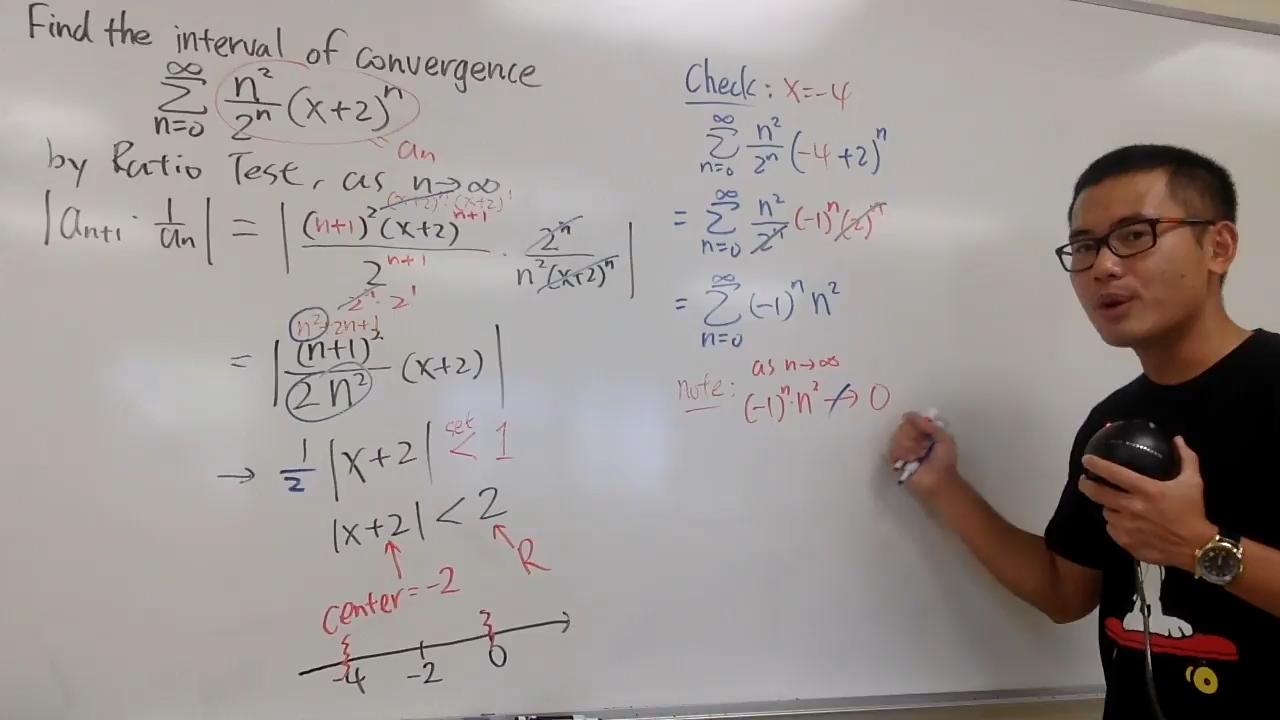 Find the interval of convergence
∞
∑ n²/2ⁿ (x+2)ⁿ
n=0
aₙ
by Ratio Test, as n→∞
(x+2)ⁿ·(x+2)¹
|aₙ₊₁ · 1/aₙ| = | (n+1)²(x+2)ⁿ⁺¹ / 2ⁿ⁺¹ · 2ⁿ / n²(x+2)ⁿ |
2ⁿ · 2¹
n²+2n+1
= | (n+1)² / 2n² (x+2) |
→ 1/2 |x+2| set < 1
|x+2| < 2
R
center = -2
-4 -2 0
Check: x=-4
∞
∑ n²/2ⁿ (-4+2)ⁿ
n=0
∞
= ∑ n²/2ⁿ (-1)ⁿ(2)ⁿ
n=0
∞
= ∑ (-1)ⁿ n²
n=0
as n→∞
note: (-1)ⁿ·n² ↛ 0